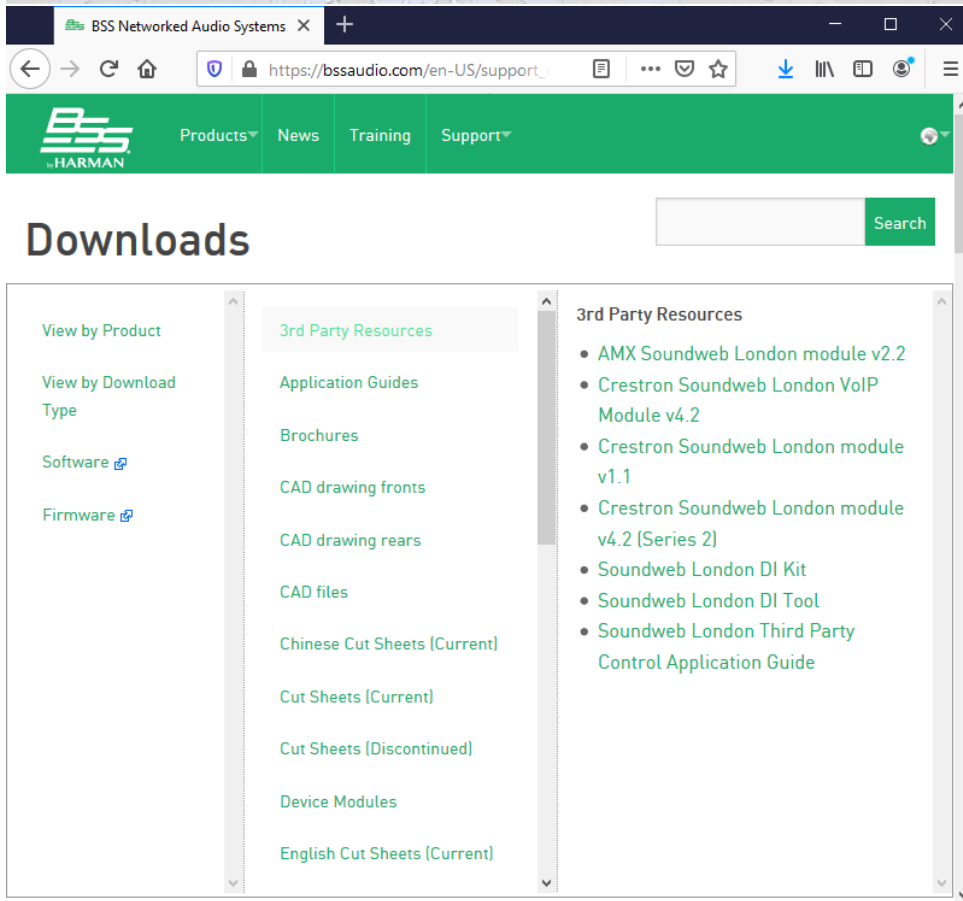 BSS Networked Audio Systems
https://bssaudio.com/en-US/support_
BSS
by HARMAN
Products
News
Training
Support
Downloads
Search
View by Product
View by Download
Type
Software
Firmware
3rd Party Resources
Application Guides
Brochures
CAD drawing fronts
CAD drawing rears
CAD files
Chinese Cut Sheets (Current)
Cut Sheets (Current)
Cut Sheets (Discontinued)
Device Modules
English Cut Sheets (Current)
3rd Party Resources
AMX Soundweb London module v2.2
Crestron Soundweb London VoIP
Module v4.2
Crestron Soundweb London module
v1.1
Crestron Soundweb London module
v4.2 (Series 2)
Soundweb London DI Kit
Soundweb London DI Tool
Soundweb London Third Party
Control Application Guide